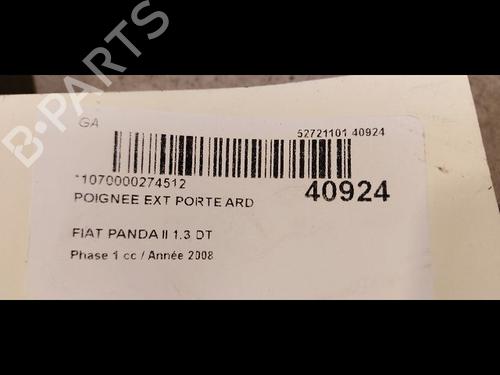 B-PARTS
GA
52721101 40924
*1070000274512
40924
POIGNEE EXT PORTE ARD
FIAT PANDA II 1.3 DT
Phase 1 cc / Année 2008